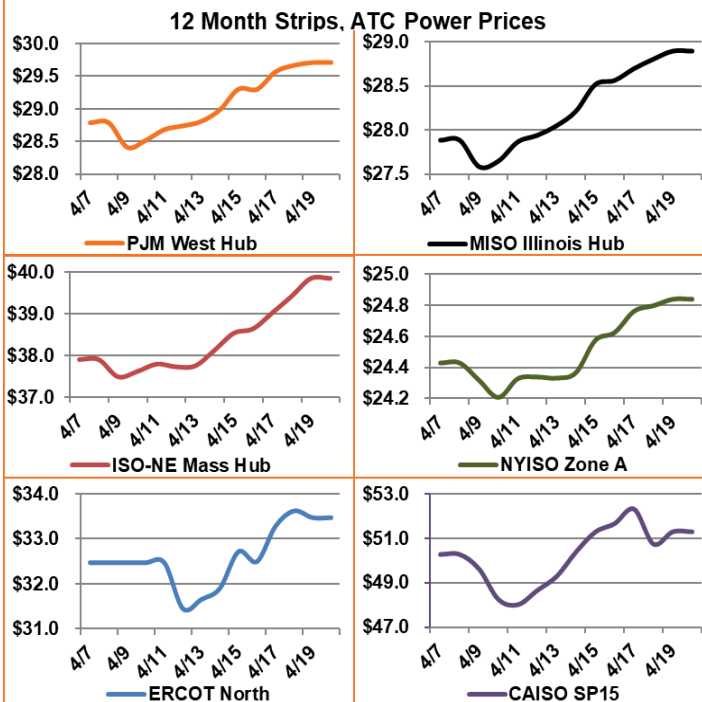 12 Month Strips, ATC Power Prices
$30.0
$29.5
$29.0
$28.5
$28.0
4/7 4/9 4/11 4/13 4/15 4/17 4/19
PJM West Hub
$29.0
$28.5
$28.0
$27.5
4/7 4/9 4/11 4/13 4/15 4/17 4/19
MISO Illinois Hub
$40.0
$39.0
$38.0
$37.0
4/7 4/9 4/11 4/13 4/15 4/17 4/19
ISO-NE Mass Hub
$25.0
$24.8
$24.6
$24.4
$24.2
4/7 4/9 4/11 4/13 4/15 4/17 4/19
NYISO Zone A
$34.0
$33.0
$32.0
$31.0
4/7 4/9 4/11 4/13 4/15 4/17 4/19
ERCOT North
$53.0
$51.0
$49.0
$47.0
4/7 4/9 4/11 4/13 4/15 4/17 4/19
CAISO SP15